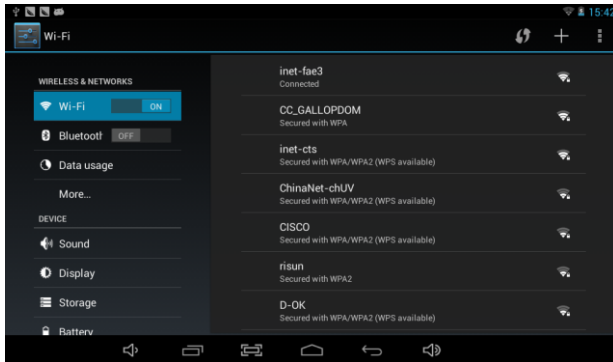 15:42
Wi-Fi
WIRELESS & NETWORKS
Wi-Fi ON
Bluetooth OFF
Data usage
More...
DEVICE
Sound
Display
Storage
Battery
inet-fae3
Connected
CC_GALLOPDOM
Secured with WPA
inet-cts
Secured with WPA/WPA2 (WPS available)
ChinaNet-chUV
Secured with WPA/WPA2 (WPS available)
CISCO
Secured with WPA/WPA2 (WPS available)
risun
Secured with WPA2
D-OK
Secured with WPA/WPA2 (WPS available)